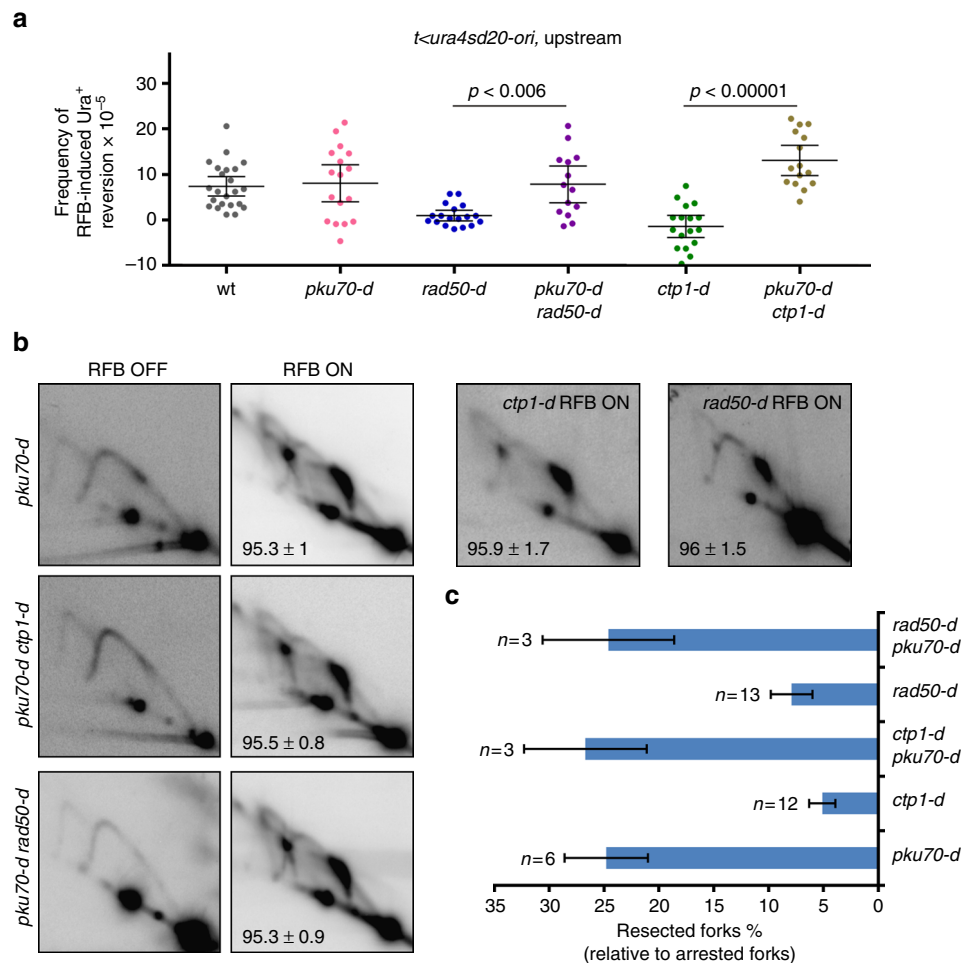 a
t<ura4sd20-ori, upstream
Frequency of
RFB-induced Ura⁺
reversion × 10⁻⁵
30
20
10
0
−10
p < 0.006
p < 0.00001
wt
pku70-d
rad50-d
pku70-d
rad50-d
ctp1-d
pku70-d
ctp1-d
b
RFB OFF
RFB ON
pku70-d
95.3 ± 1
ctp1-d RFB ON
95.9 ± 1.7
rad50-d RFB ON
96 ± 1.5
pku70-d ctp1-d
95.5 ± 0.8
pku70-d rad50-d
95.3 ± 0.9
c
n=3
rad50-d
pku70-d
n=13
rad50-d
n=3
ctp1-d
pku70-d
n=12
ctp1-d
n=6
pku70-d
35 30 25 20 15 10 5 0
Resected forks %
(relative to arrested forks)